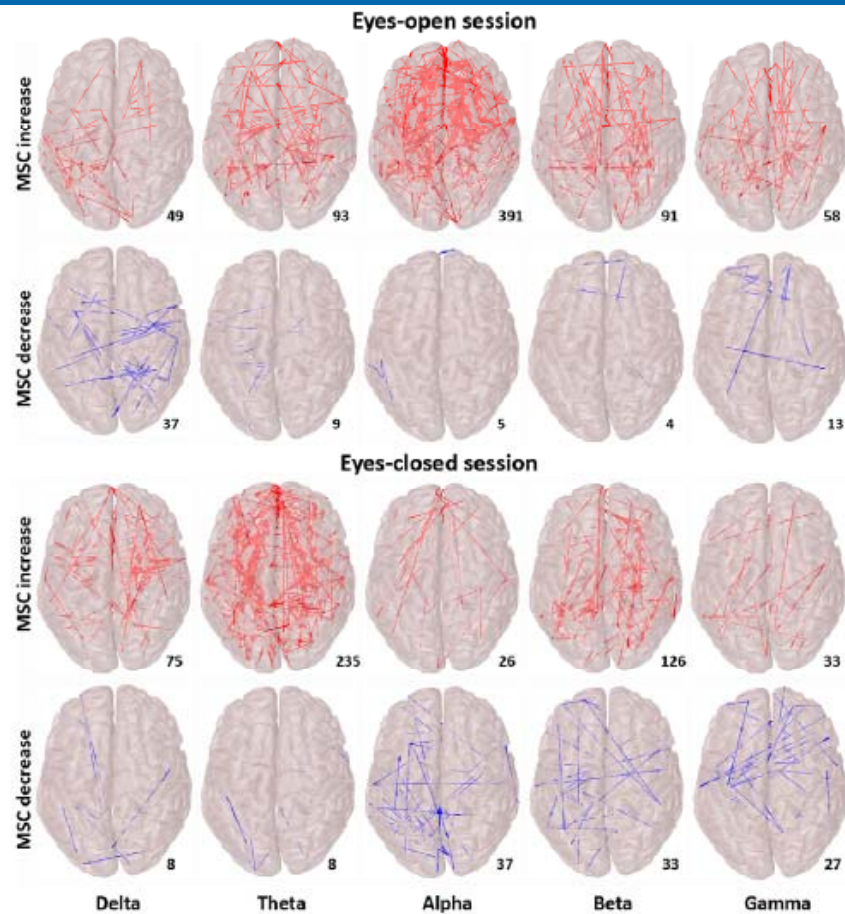 Eyes-open session
MSC increase
49 93 391 91 58
MSC decrease
37 9 5 4 13
Eyes-closed session
MSC increase
75 235 26 126 33
MSC decrease
8 8 37 33 27
Delta Theta Alpha Beta Gamma